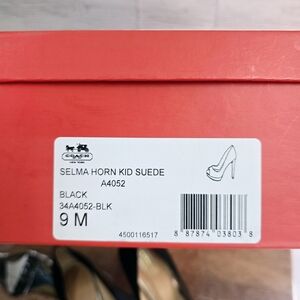 COACH
SELMA HORN KID SUEDE
A4052
BLACK
34A4052-BLK
9 M
4500116517
8 87874 03803 8